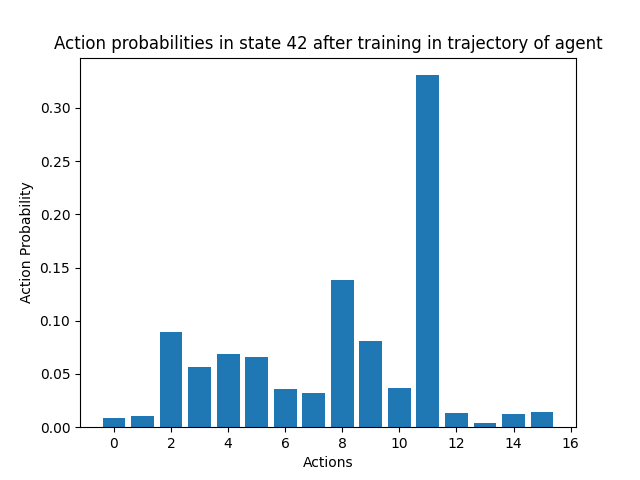 Action probabilities in state 42 after training in trajectory of agent
Action Probability
0.30
0.25
0.20
0.15
0.10
0.05
0.00
0 2 4 6 8 10 12 14 16
Actions